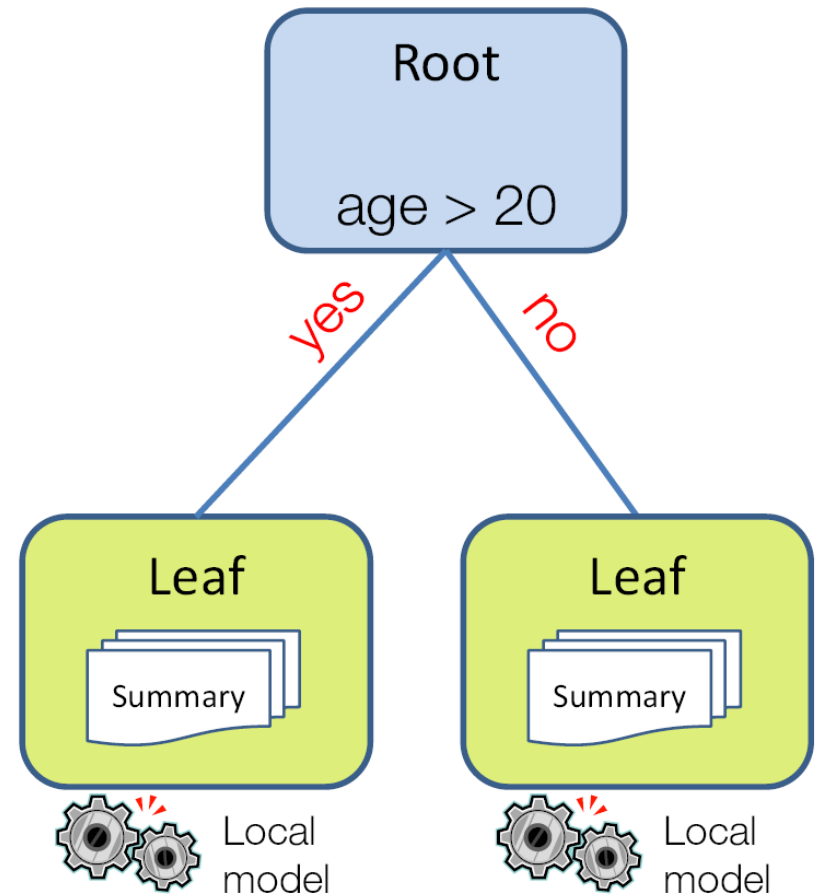 Root
age > 20
yes
no
Leaf
Leaf
Summary
Summary
Local
model
Local
model